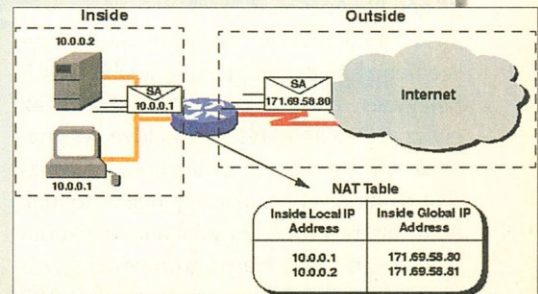 Inside
Outside
10.0.0.2
SA
10.0.0.1
SA
171.69.58.80
Internet
10.0.0.1
NAT Table
Inside Local IP Address
Inside Global IP Address
10.0.0.1
171.69.58.80
10.0.0.2
171.69.58.81